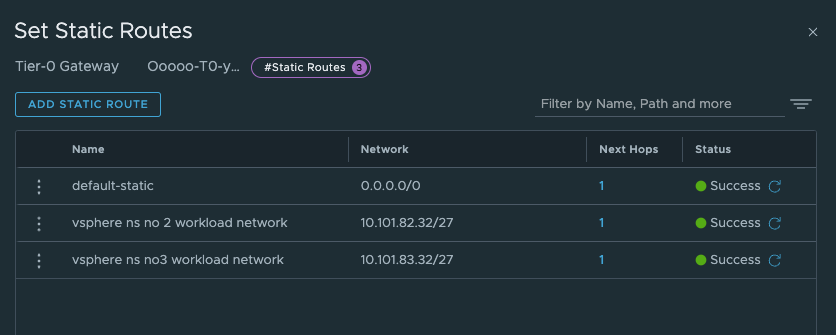 Set Static Routes
Tier-0 Gateway Ooooo-T0-y... #Static Routes 3
ADD STATIC ROUTE Filter by Name, Path and more
Name Network Next Hops Status
default-static 0.0.0.0/0 1 Success
vsphere ns no 2 workload network 10.101.82.32/27 1 Success
vsphere ns no3 workload network 10.101.83.32/27 1 Success